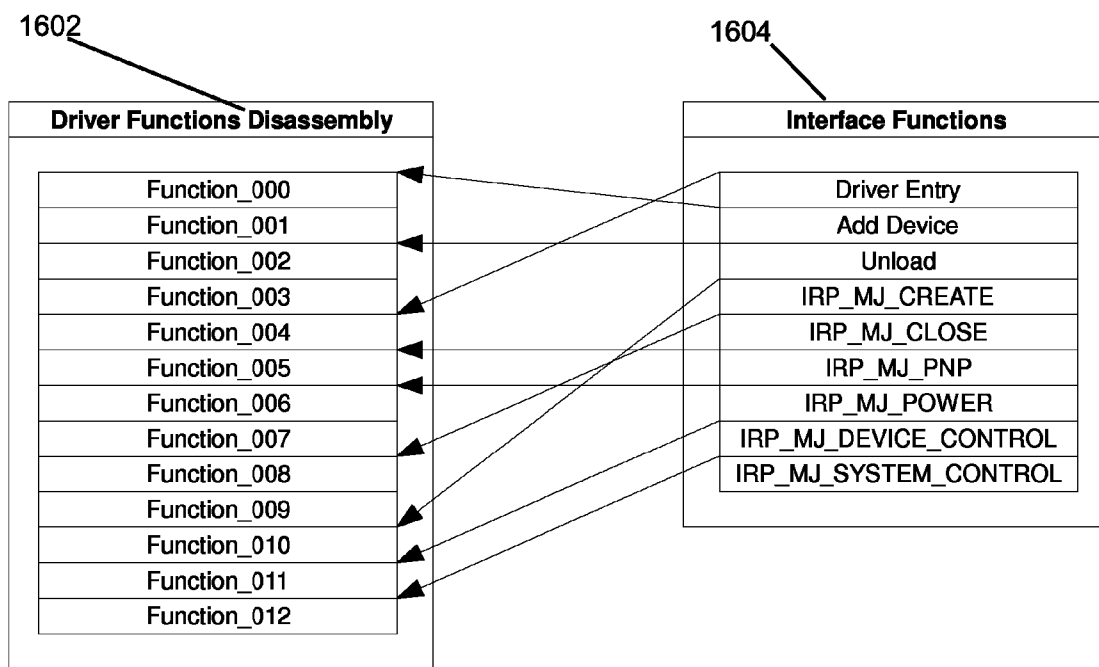 1602
1604
Driver Functions Disassembly
Function_000
Function_001
Function_002
Function_003
Function_004
Function_005
Function_006
Function_007
Function_008
Function_009
Function_010
Function_011
Function_012
Interface Functions
Driver Entry
Add Device
Unload
IRP_MJ_CREATE
IRP_MJ_CLOSE
IRP_MJ_PNP
IRP_MJ_POWER
IRP_MJ_DEVICE_CONTROL
IRP_MJ_SYSTEM_CONTROL